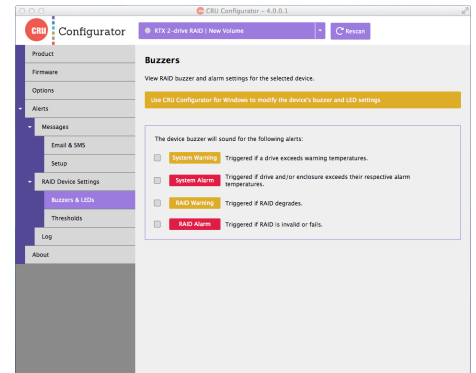 CRU Configurator - 4.0.0.1
CRU Configurator
RTX 2-drive RAID ( New Volume
Rescan
Product
Firmware
Options
Alerts
Messages
Email & SMS
Setup
RAID Device Settings
Buzzers & LEDs
Thresholds
Log
About
Buzzers
View RAID buzzer and alarm settings for the selected device.
Use CRU Configurator for Windows to modify the device's buzzer and LED settings
The device buzzer will sound for the following alerts:
System Warning Triggered if a drive exceeds warning temperatures.
System Alarm Triggered if drive and/or enclosure exceeds their respective alarm
temperatures.
RAID Warning Triggered if RAID degrades.
RAID Alarm Triggered if RAID is invalid or fails.